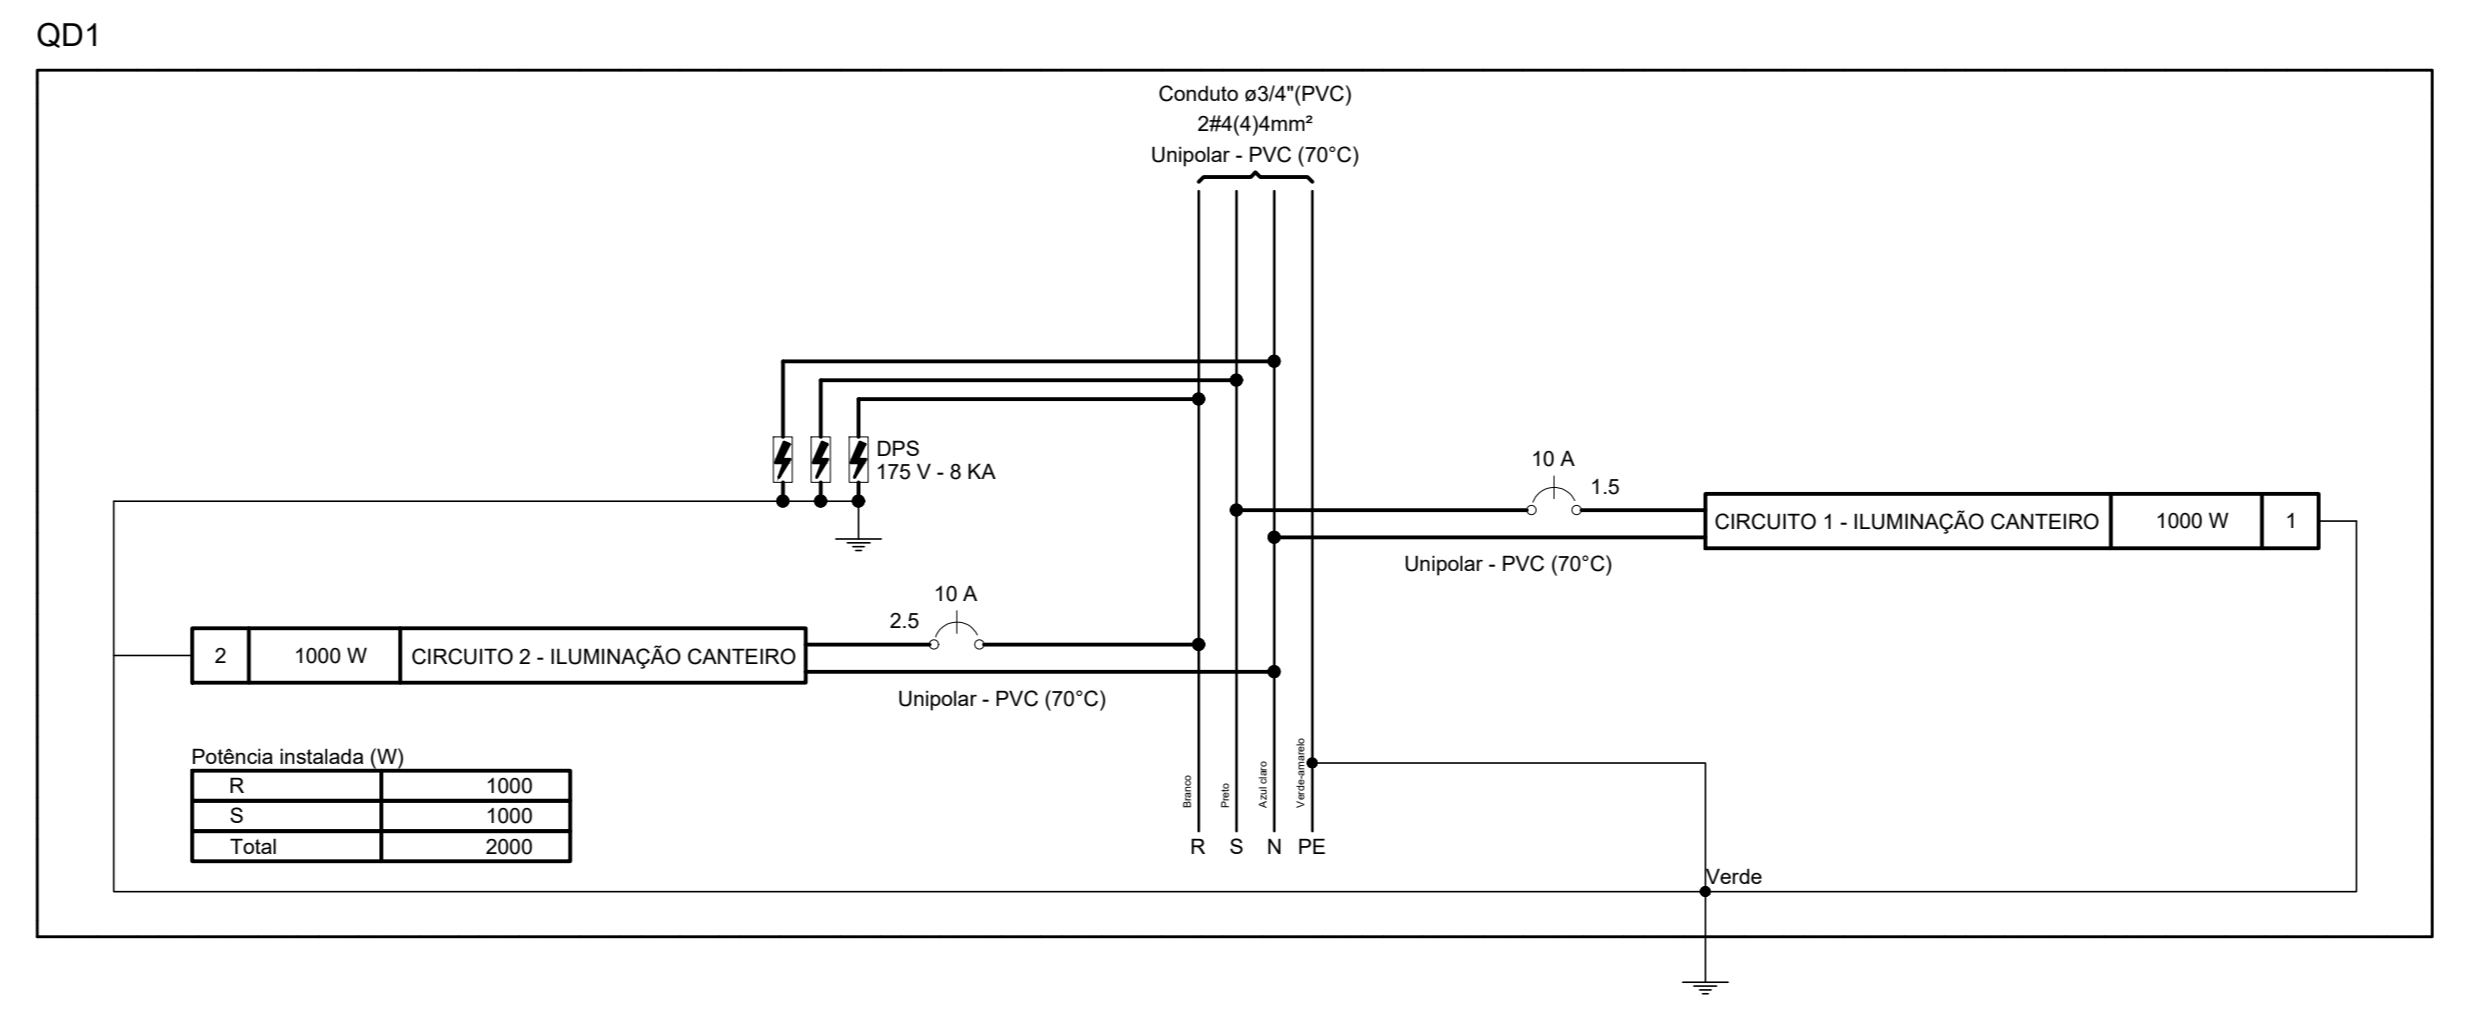 QD1
Conduto ø3/4"(PVC)
2#4(4)4mm²
Unipolar - PVC (70°C)
DPS
175 V - 8 KA
10 A
1.5
CIRCUITO 1 - ILUMINAÇÃO CANTEIRO 1000 W 1
Unipolar - PVC (70°C)
10 A
2.5
2 1000 W CIRCUITO 2 - ILUMINAÇÃO CANTEIRO
Unipolar - PVC (70°C)
Potência instalada (W)
R 1000
S 1000
Total 2000
Branco
Preto
Azul claro
Verde-amarelo
R S N PE
Verde